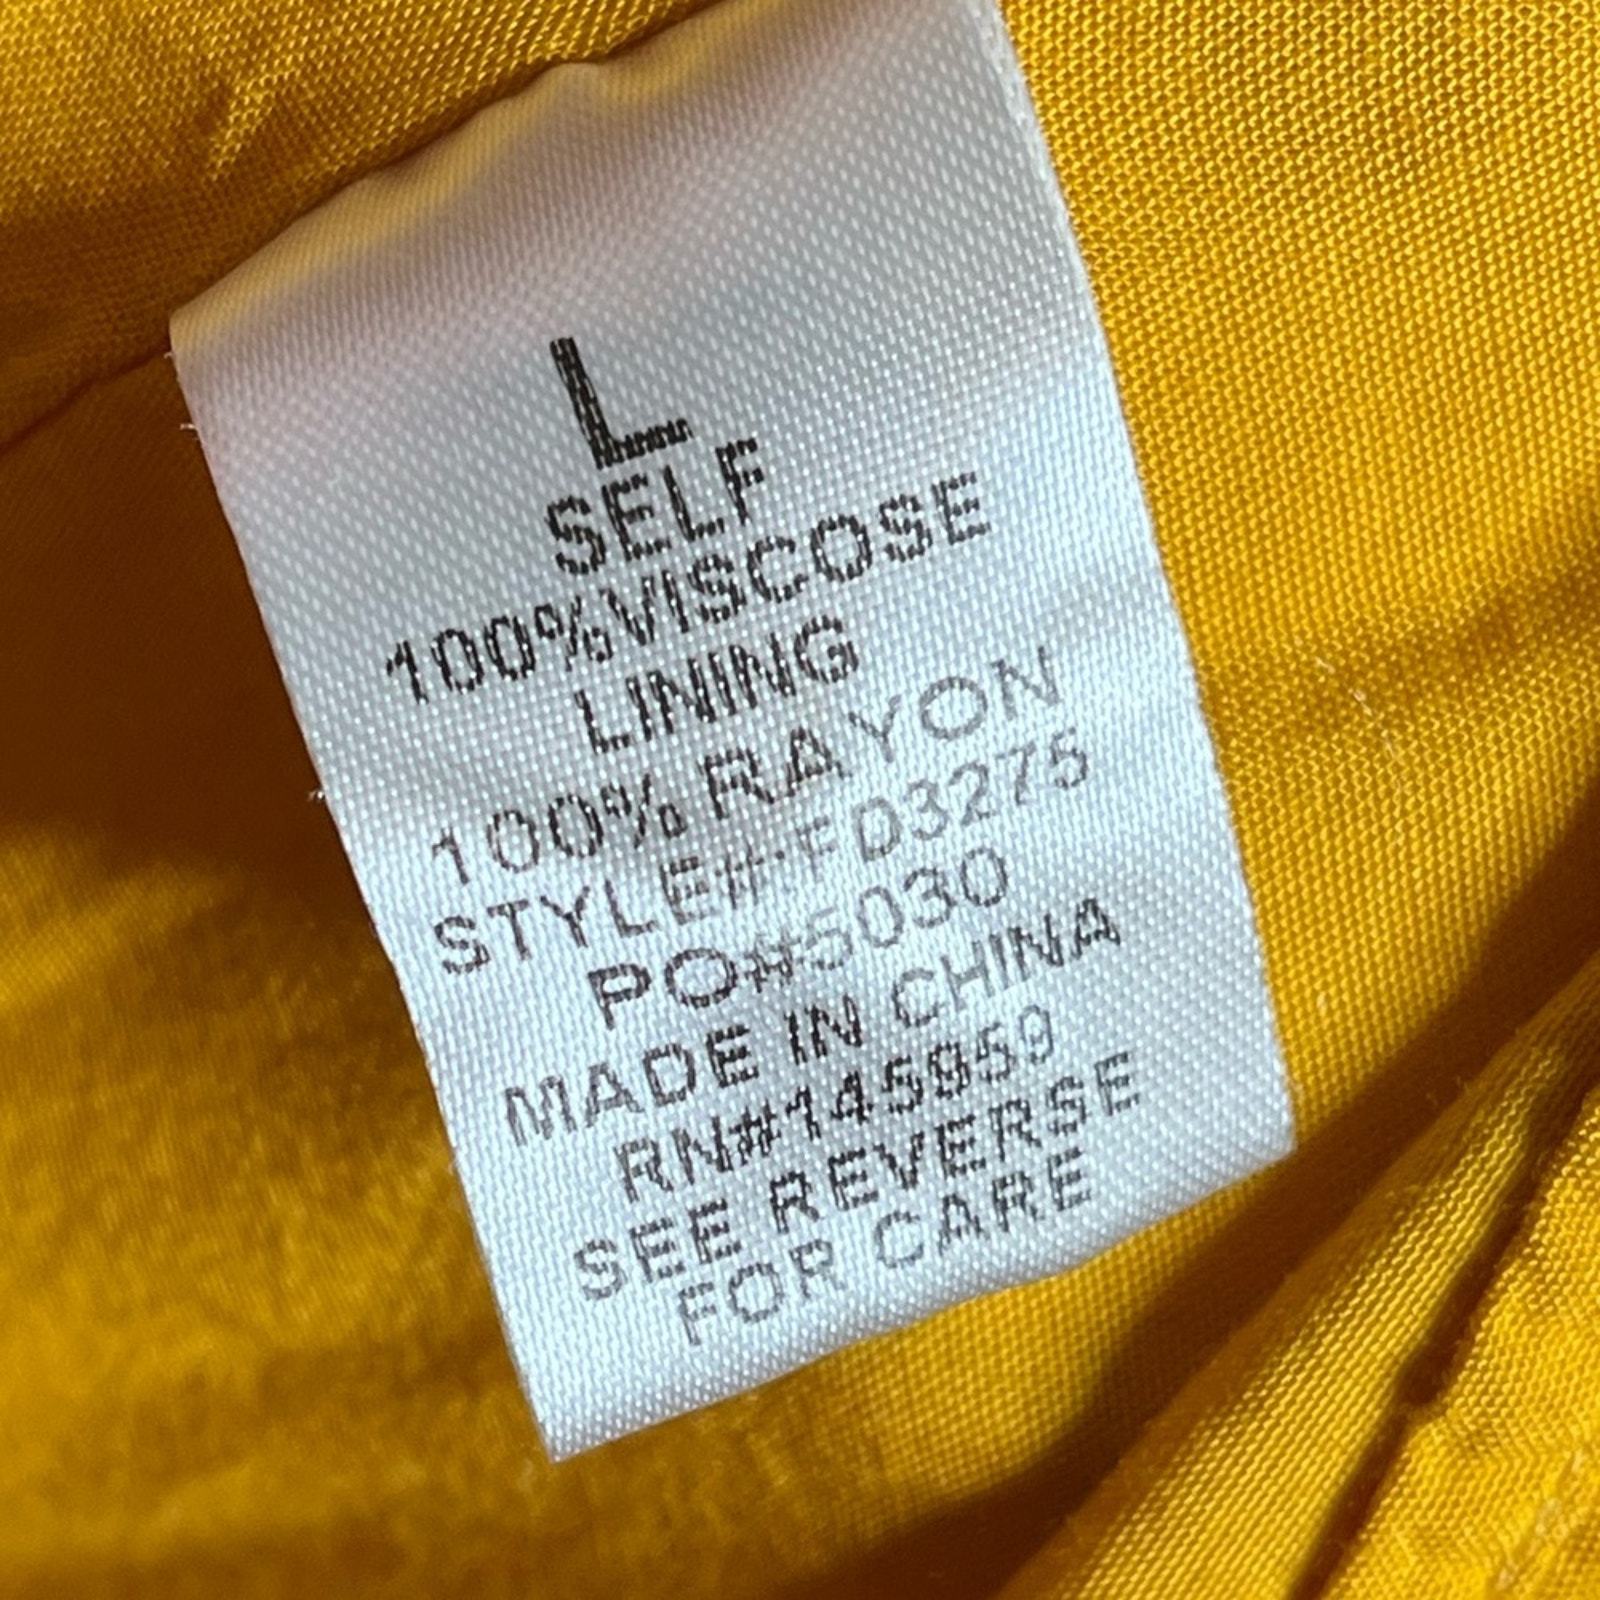 L
SELF
100%VISCOSE
LINING
100% RAYON
STYLE#:FD3275
PO#5030
MADE IN CHINA
RN#145959
SEE REVERSE
FOR CARE